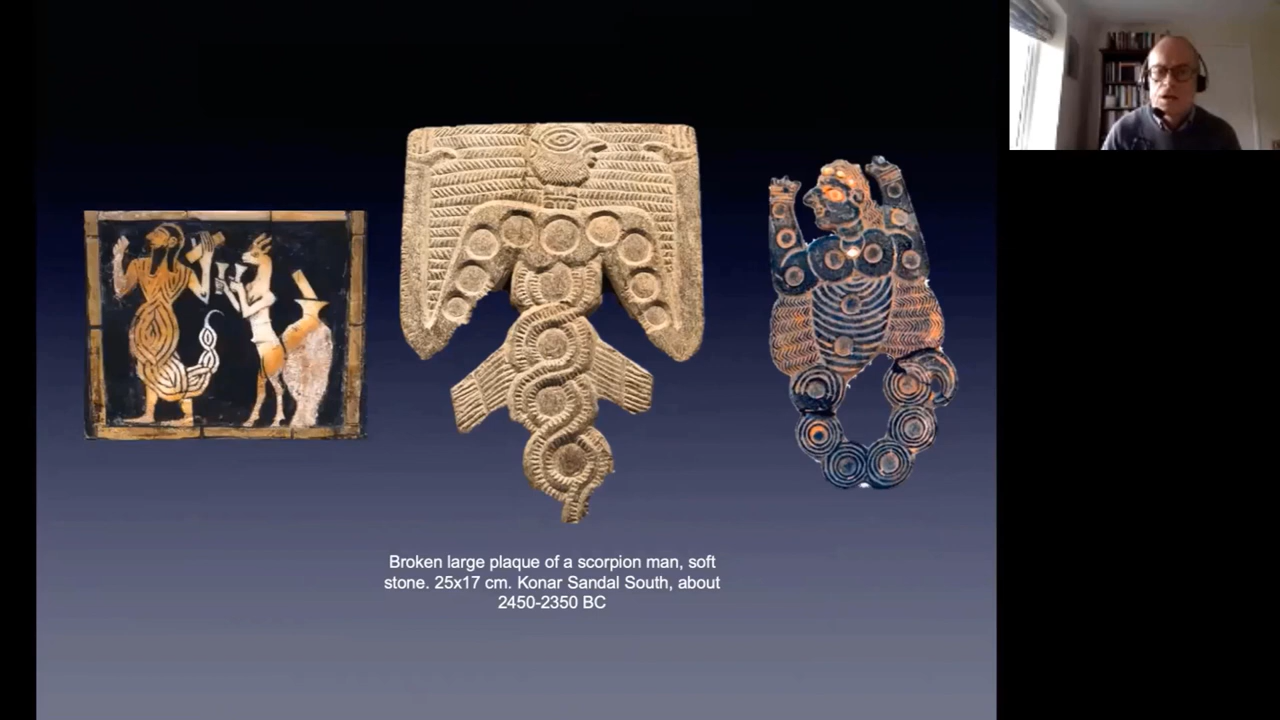 Broken large plaque of a scorpion man, soft
stone. 25x17 cm. Konar Sandal South, about
2450-2350 BC